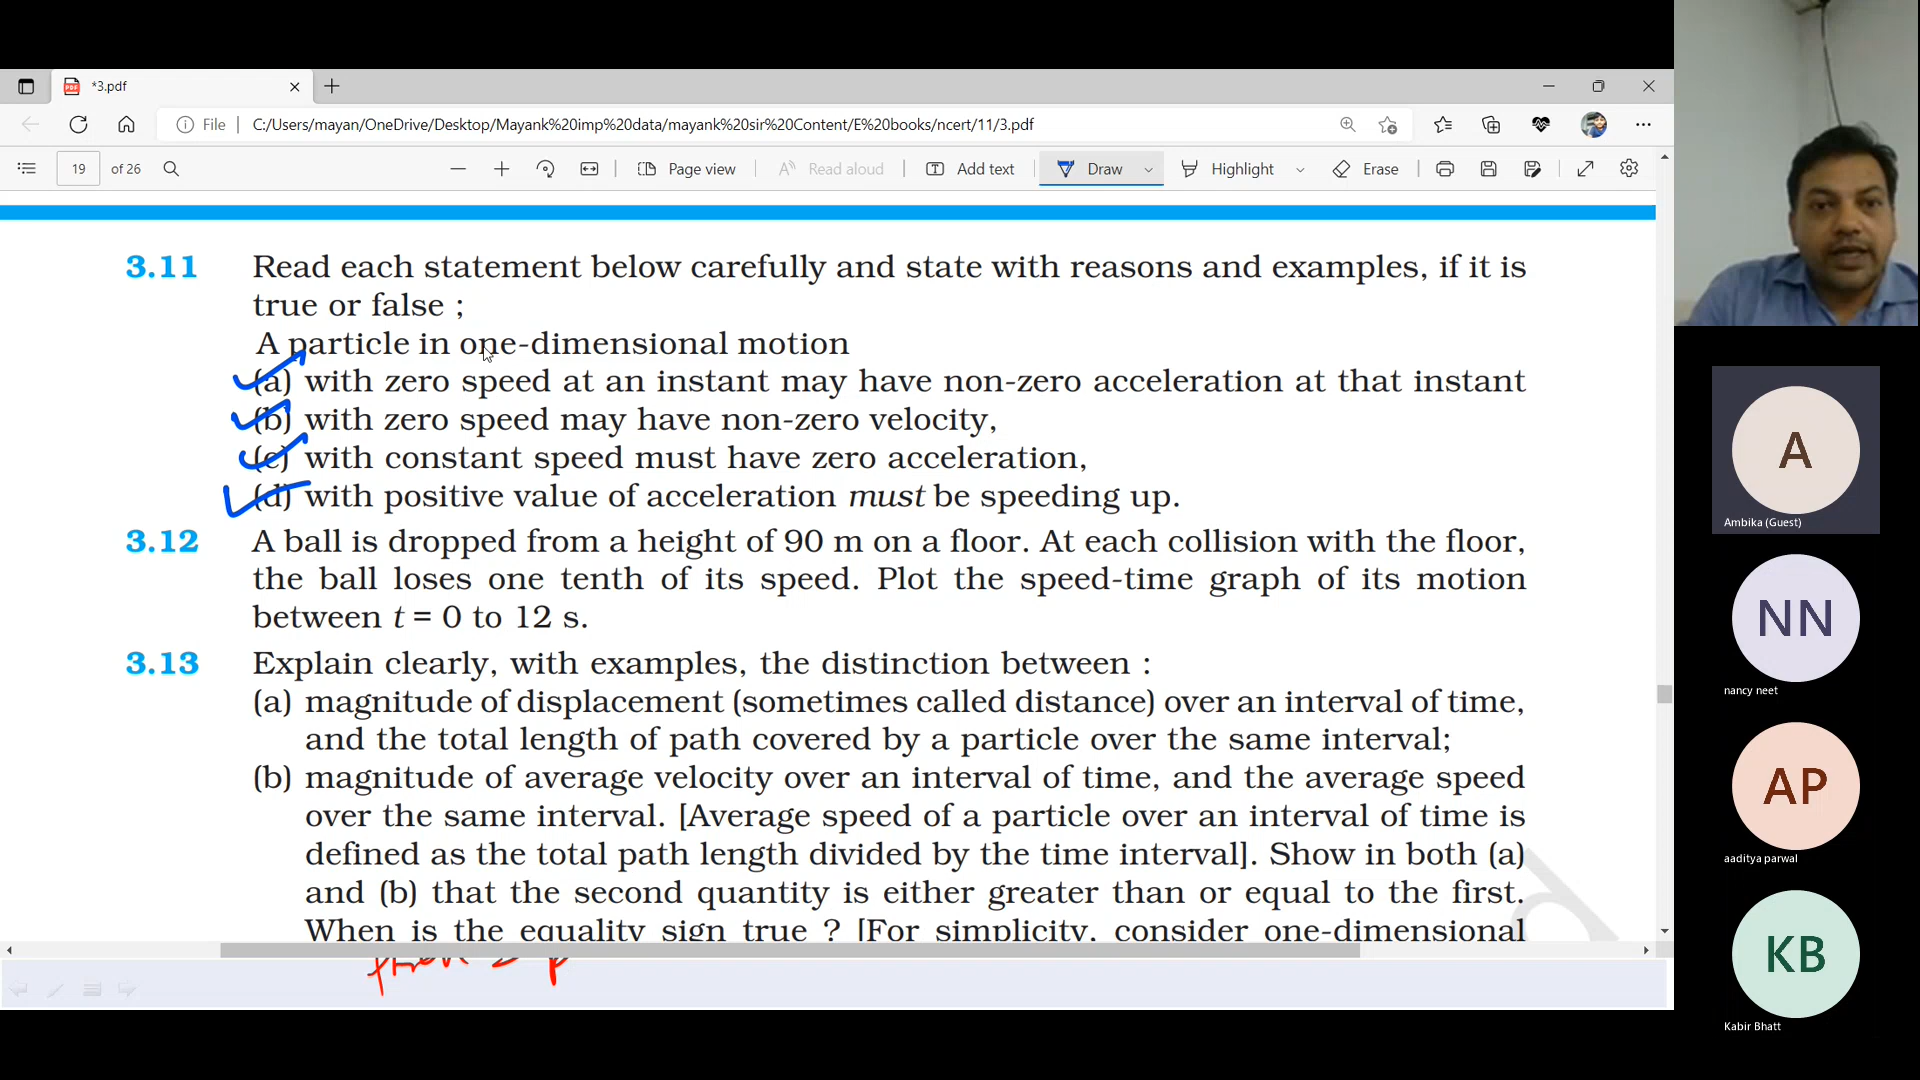 *3.pdf
File
C:/Users/mayan/OneDrive/Desktop/Mayank%20imp%20data/mayank%20sir%20Content/E%20books/ncert/11/3.pdf
19 of 26
Page view
Read aloud
Add text
Draw
Highlight
Erase
3.11 Read each statement below carefully and state with reasons and examples, if it is
true or false ;
A particle in one-dimensional motion
(a) with zero speed at an instant may have non-zero acceleration at that instant
(b) with zero speed may have non-zero velocity,
(c) with constant speed must have zero acceleration,
(d) with positive value of acceleration must be speeding up.
3.12 A ball is dropped from a height of 90 m on a floor. At each collision with the floor,
the ball loses one tenth of its speed. Plot the speed-time graph of its motion
between t = 0 to 12 s.
3.13 Explain clearly, with examples, the distinction between :
(a) magnitude of displacement (sometimes called distance) over an interval of time,
and the total length of path covered by a particle over the same interval;
(b) magnitude of average velocity over an interval of time, and the average speed
over the same interval. [Average speed of a particle over an interval of time is
defined as the total path length divided by the time interval]. Show in both (a)
and (b) that the second quantity is either greater than or equal to the first.
When is the equality sign true ? [For simplicity, consider one-dimensional
A
Ambika (Guest)
NN
nancy neet
AP
aaditya parwal
KB
Kabir Bhatt